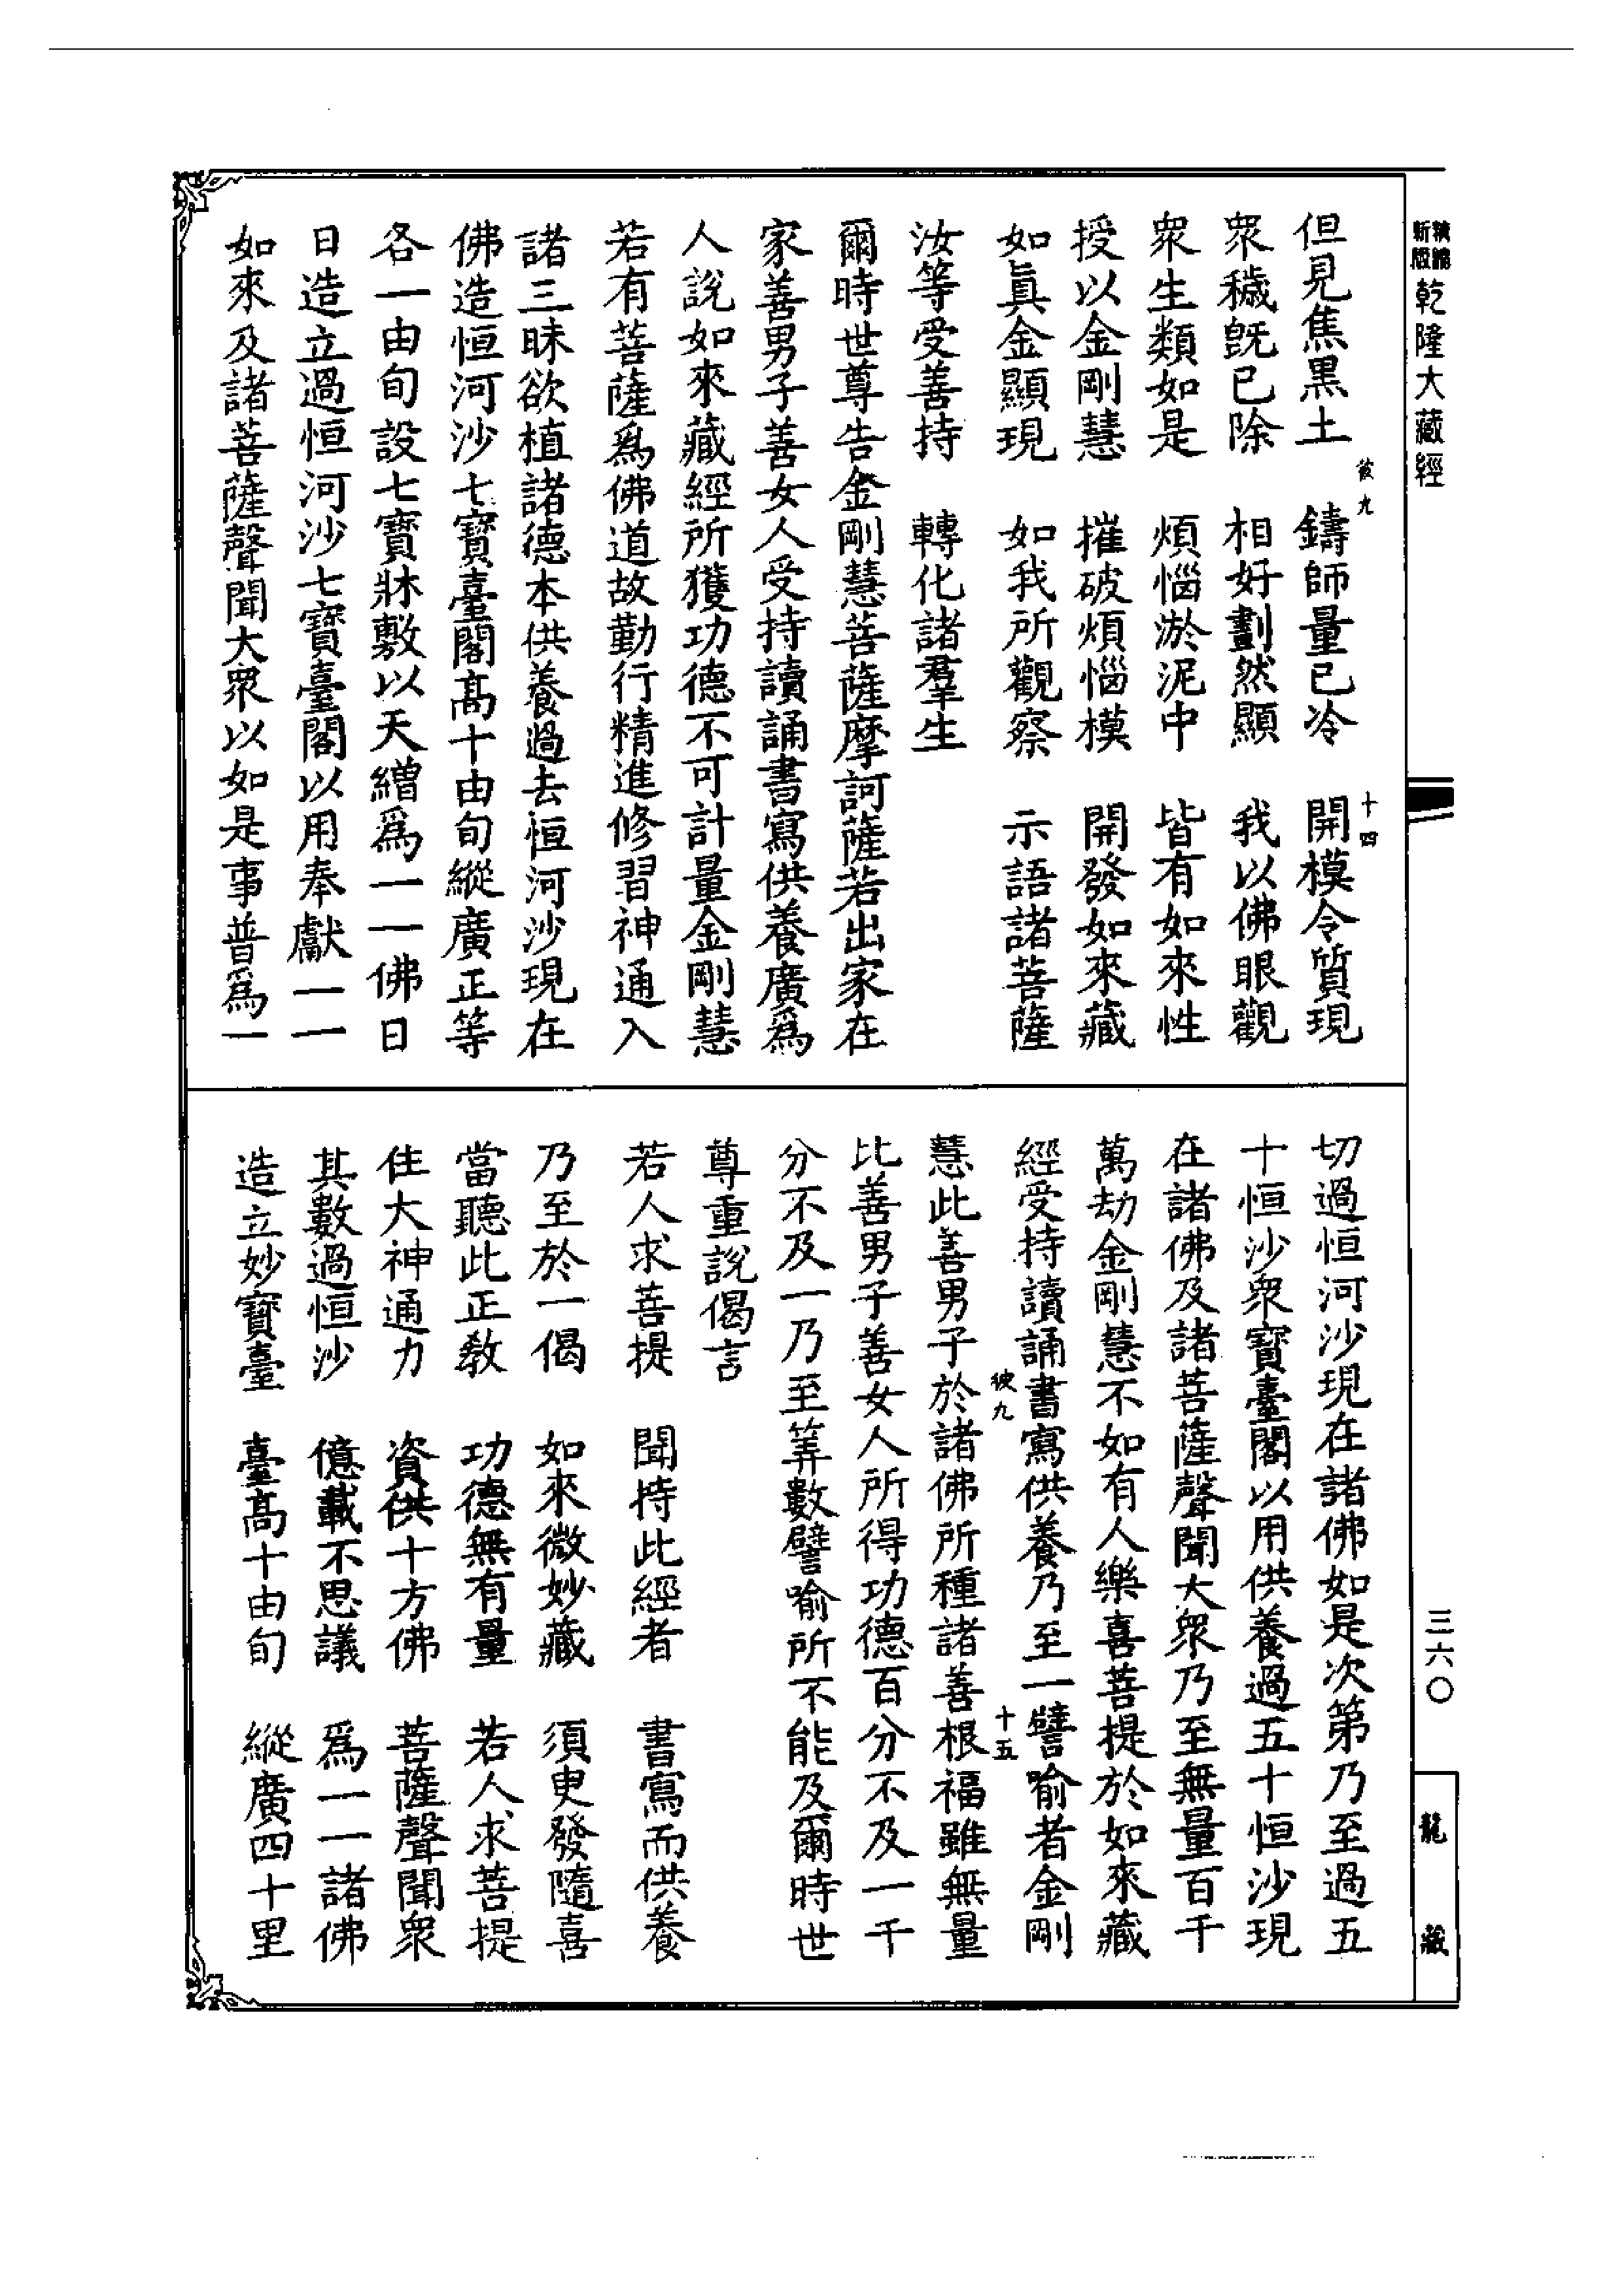 新版精編乾隆大藏經
但見焦黑土　鑄師量已冷　開模令質現
眾穢既已除　相好劃然顯　我以佛眼觀
眾生類如是　煩惱淤泥中　皆有如來性
授以金剛慧　摧破煩惱模　開發如來藏
如眞金顯現　如我所觀察　示語諸菩薩
汝等受善持　轉化諸羣生
爾時世尊告金剛慧菩薩摩訶薩若出家在
家善男子善女人受持讀誦書寫供養廣爲
人說如來藏經所獲功德不可計量金剛慧
若有菩薩爲佛道故勤行精進修習神通入
諸三昧欲植諸德本供養過去恒河沙現在
佛造恒河沙七寶臺閣高十由旬縱廣正等
各一由旬設七寶牀敷以天繒爲一一佛日
日造立過恒河沙七寶臺閣以用奉獻一一
如來及諸菩薩聲聞大眾以如是事普爲一
切過恒河沙現在諸佛如是次第乃至過五
十恒沙眾寶臺閣以用供養過五十恒沙現
在諸佛及諸菩薩聲聞大眾乃至無量百千
萬劫金剛慧不如有人樂喜菩提於如來藏
經受持讀誦書寫供養乃至一譬喻者金剛
彼九　十五
慧此善男子於諸佛所種諸善根福雖無量
比善男子善女人所得功德百分不及一千
分不及一乃至筭數譬喻所不能及爾時世
尊重說偈言
若人求菩提　聞持此經者　書寫而供養
乃至於一偈　如來微妙藏　須臾發隨喜
當聽此正敎　功德無有量　若人求菩提
住大神通力　資供十方佛　菩薩聲聞眾
其數過恒沙　億載不思議　爲一一諸佛
造立妙寶臺　臺高十由旬　縱廣四十里
彼九　十四
三六〇
龍藏